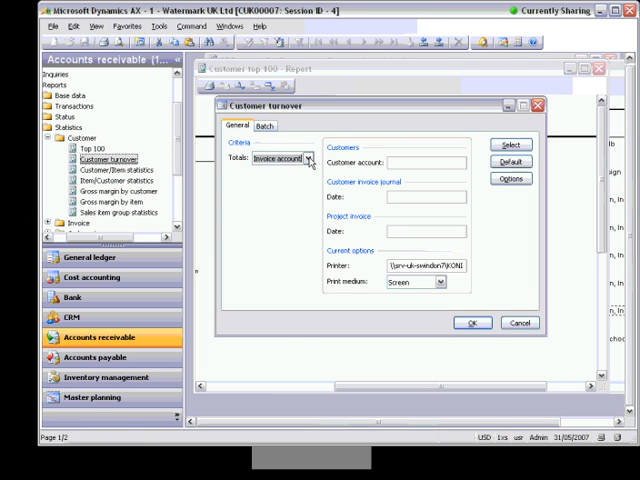 Microsoft Dynamics AX - 1 - Watermark UK Ltd [CUK00007: Session ID - 4]
Currently Sharing
File Edit View Favorites Tools Command Windows Help
Accounts receivable (1...
Inquiries
Reports
Base data
Transactions
Status
Statistics
Customer
Top 100
Customer turnover
Customer/Item statistics
Item/Customer statistics
Gross margin by customer
Gross margin by item
Sales item group statistics
Invoice
General ledger
Cost accounting
Bank
CRM
Accounts receivable
Accounts payable
Inventory management
Master planning
Customer top 100 - Report
Customer turnover
General Batch
Criteria
Totals: Invoice account
Customers
Customer account:
Customer invoice journal
Date:
Project invoice
Date:
Current options
Printer: \\srv-uk-swindon7\KONI
Print medium: Screen
Select
Default
Options
OK Cancel
Page 1/2
USD 1xs usr Admin 31/05/2007